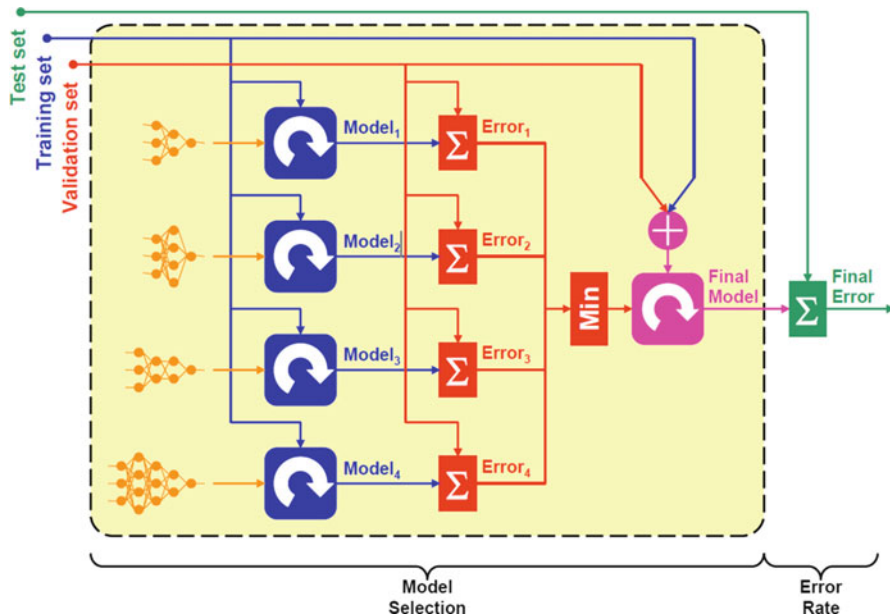 Test set
Training set
Validation set
Model1
Σ
Error1
Model2
Σ
Error2
Model3
Σ
Error3
Model4
Σ
Error4
Min
Final
Model
Σ
Final
Error
Model
Selection
Error
Rate